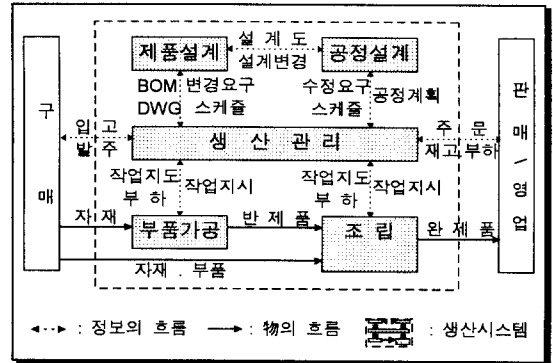 제품설계
설 계 도
설계변경
공정설계
BOM 변경요구
DWG 스케쥴
수정요구 공정계획
스케쥴
구 매
입 고
발 주
생 산 관 리
주 문
재고부하
판 매 / 영 업
작업지도
부 하
작업지시
작업지도
부 하
작업지시
자 재
부품가공
반 제 품
조 립
완 제 품
자재 . 부품
: 정보의 흐름
: 物의 흐름
: 생산시스템